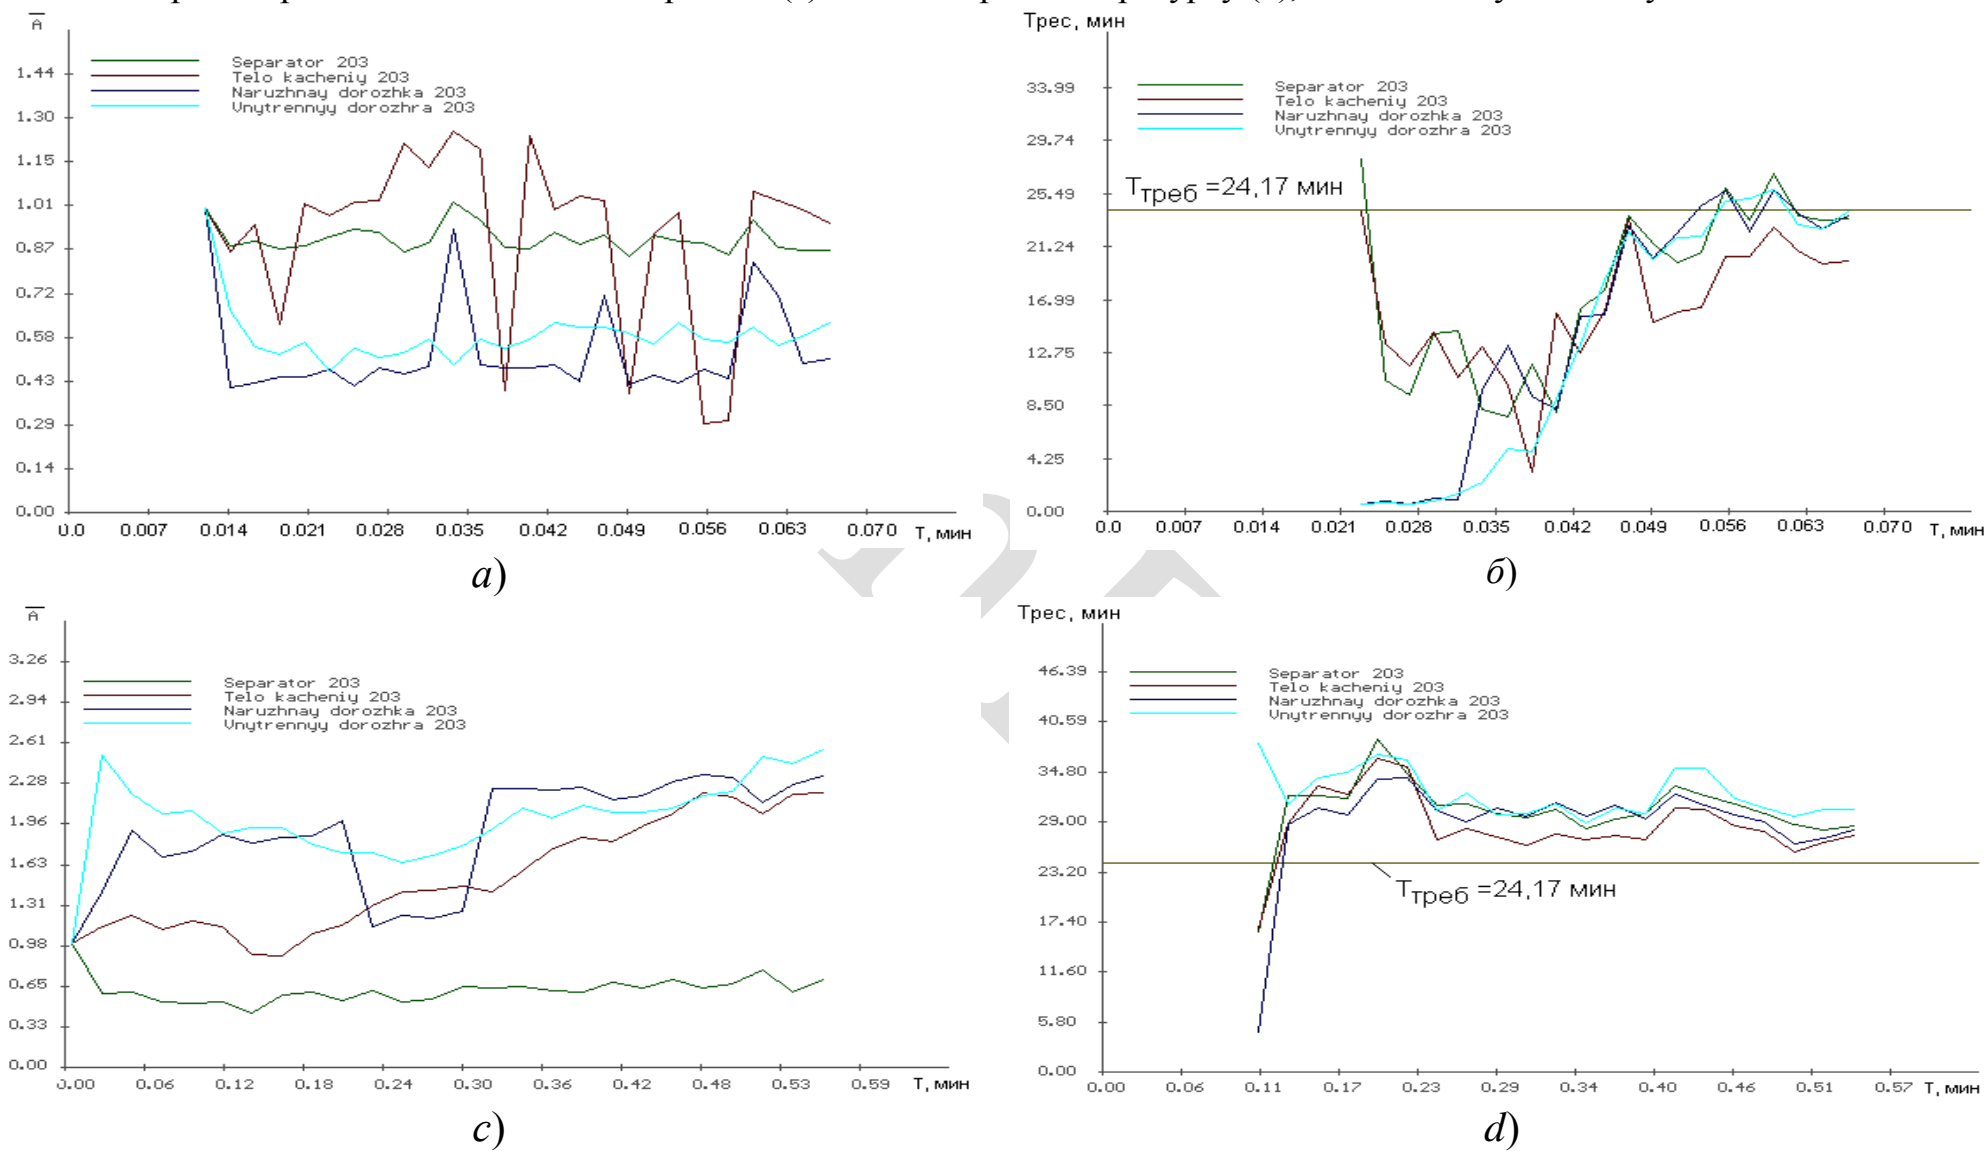 A
1.44
1.30
1.15
1.01
0.87
0.72
0.58
0.43
0.29
0.14
0.00
Separator 203
Telo kacheniy 203
Naruzhnay dorozhka 203
Vnytrennyy dorozhra 203
0.0 0.007 0.014 0.021 0.028 0.035 0.042 0.049 0.056 0.063 0.070 Т, мин
а)
Трес, мин
33.99
29.74
25.49
21.24
16.99
12.75
8.50
4.25
0.00
Separator 203
Telo kacheniy 203
Naruzhnay dorozhka 203
Vnytrennyy dorozhra 203
Ттреб =24,17 мин
0.0 0.007 0.014 0.021 0.028 0.035 0.042 0.049 0.056 0.063 0.070 Т, мин
б)
A
3.26
2.94
2.61
2.28
1.96
1.63
1.31
0.98
0.65
0.33
0.00
Separator 203
Telo kacheniy 203
Naruzhnay dorozhka 203
Vnytrennyy dorozhra 203
0.00 0.06 0.12 0.18 0.24 0.30 0.36 0.42 0.48 0.53 0.59 Т, мин
c)
Трес, мин
46.39
40.59
34.80
29.00
23.20
17.40
11.60
5.80
0.00
Separator 203
Telo kacheniy 203
Naruzhnay dorozhka 203
Vnytrennyy dorozhra 203
Ттреб =24,17 мин
0.00 0.06 0.11 0.17 0.23 0.29 0.34 0.40 0.46 0.51 0.57 Т, мин
d)